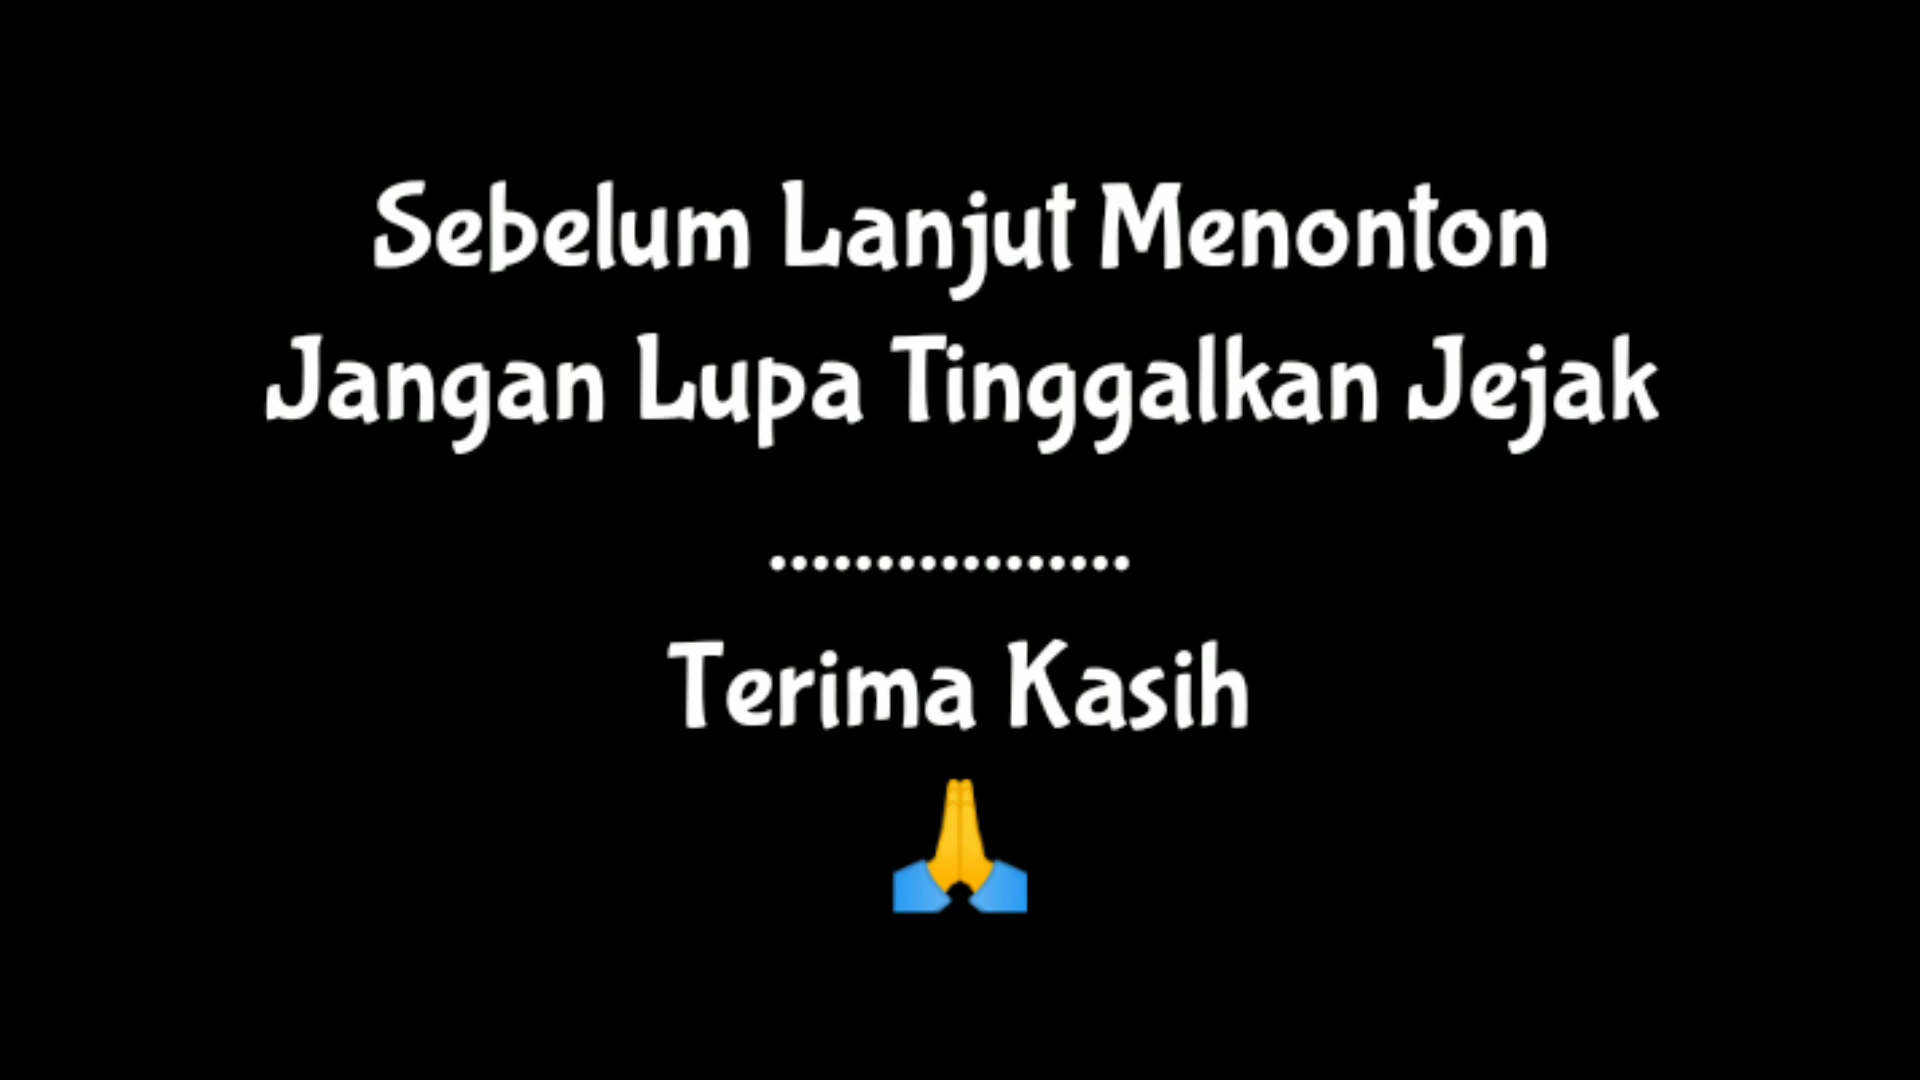 Sebelum Lanjut Menonton
Jangan Lupa Tinggalkan Jejak
.................
Terima Kasih
🙏